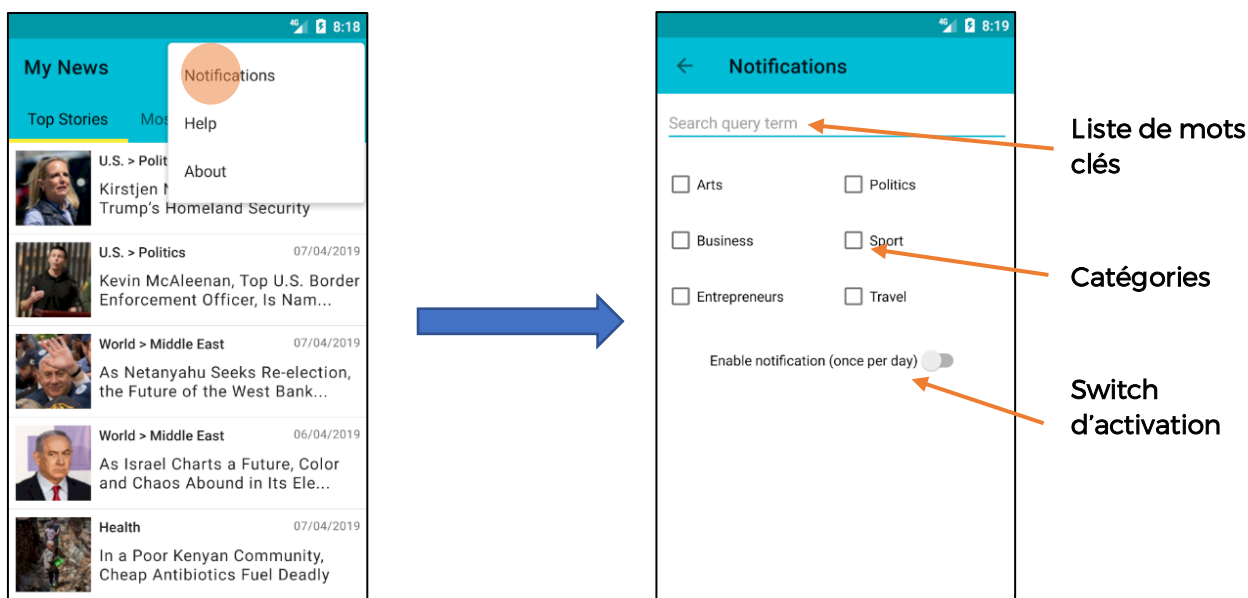 4G 8:18
My News
Notifications
Top Stories Mos
Help
About
U.S. > Polit
Kirstjen N
Trump's Homeland Security
U.S. > Politics 07/04/2019
Kevin McAleenan, Top U.S. Border
Enforcement Officer, Is Nam...
World > Middle East 07/04/2019
As Netanyahu Seeks Re-election,
the Future of the West Bank...
World > Middle East 06/04/2019
As Israel Charts a Future, Color
and Chaos Abound in Its Ele...
Health 07/04/2019
In a Poor Kenyan Community,
Cheap Antibiotics Fuel Deadly
4G 8:19
Notifications
Search query term
Arts Politics
Business Sport
Entrepreneurs Travel
Enable notification (once per day)
Liste de mots
clés
Catégories
Switch
d'activation